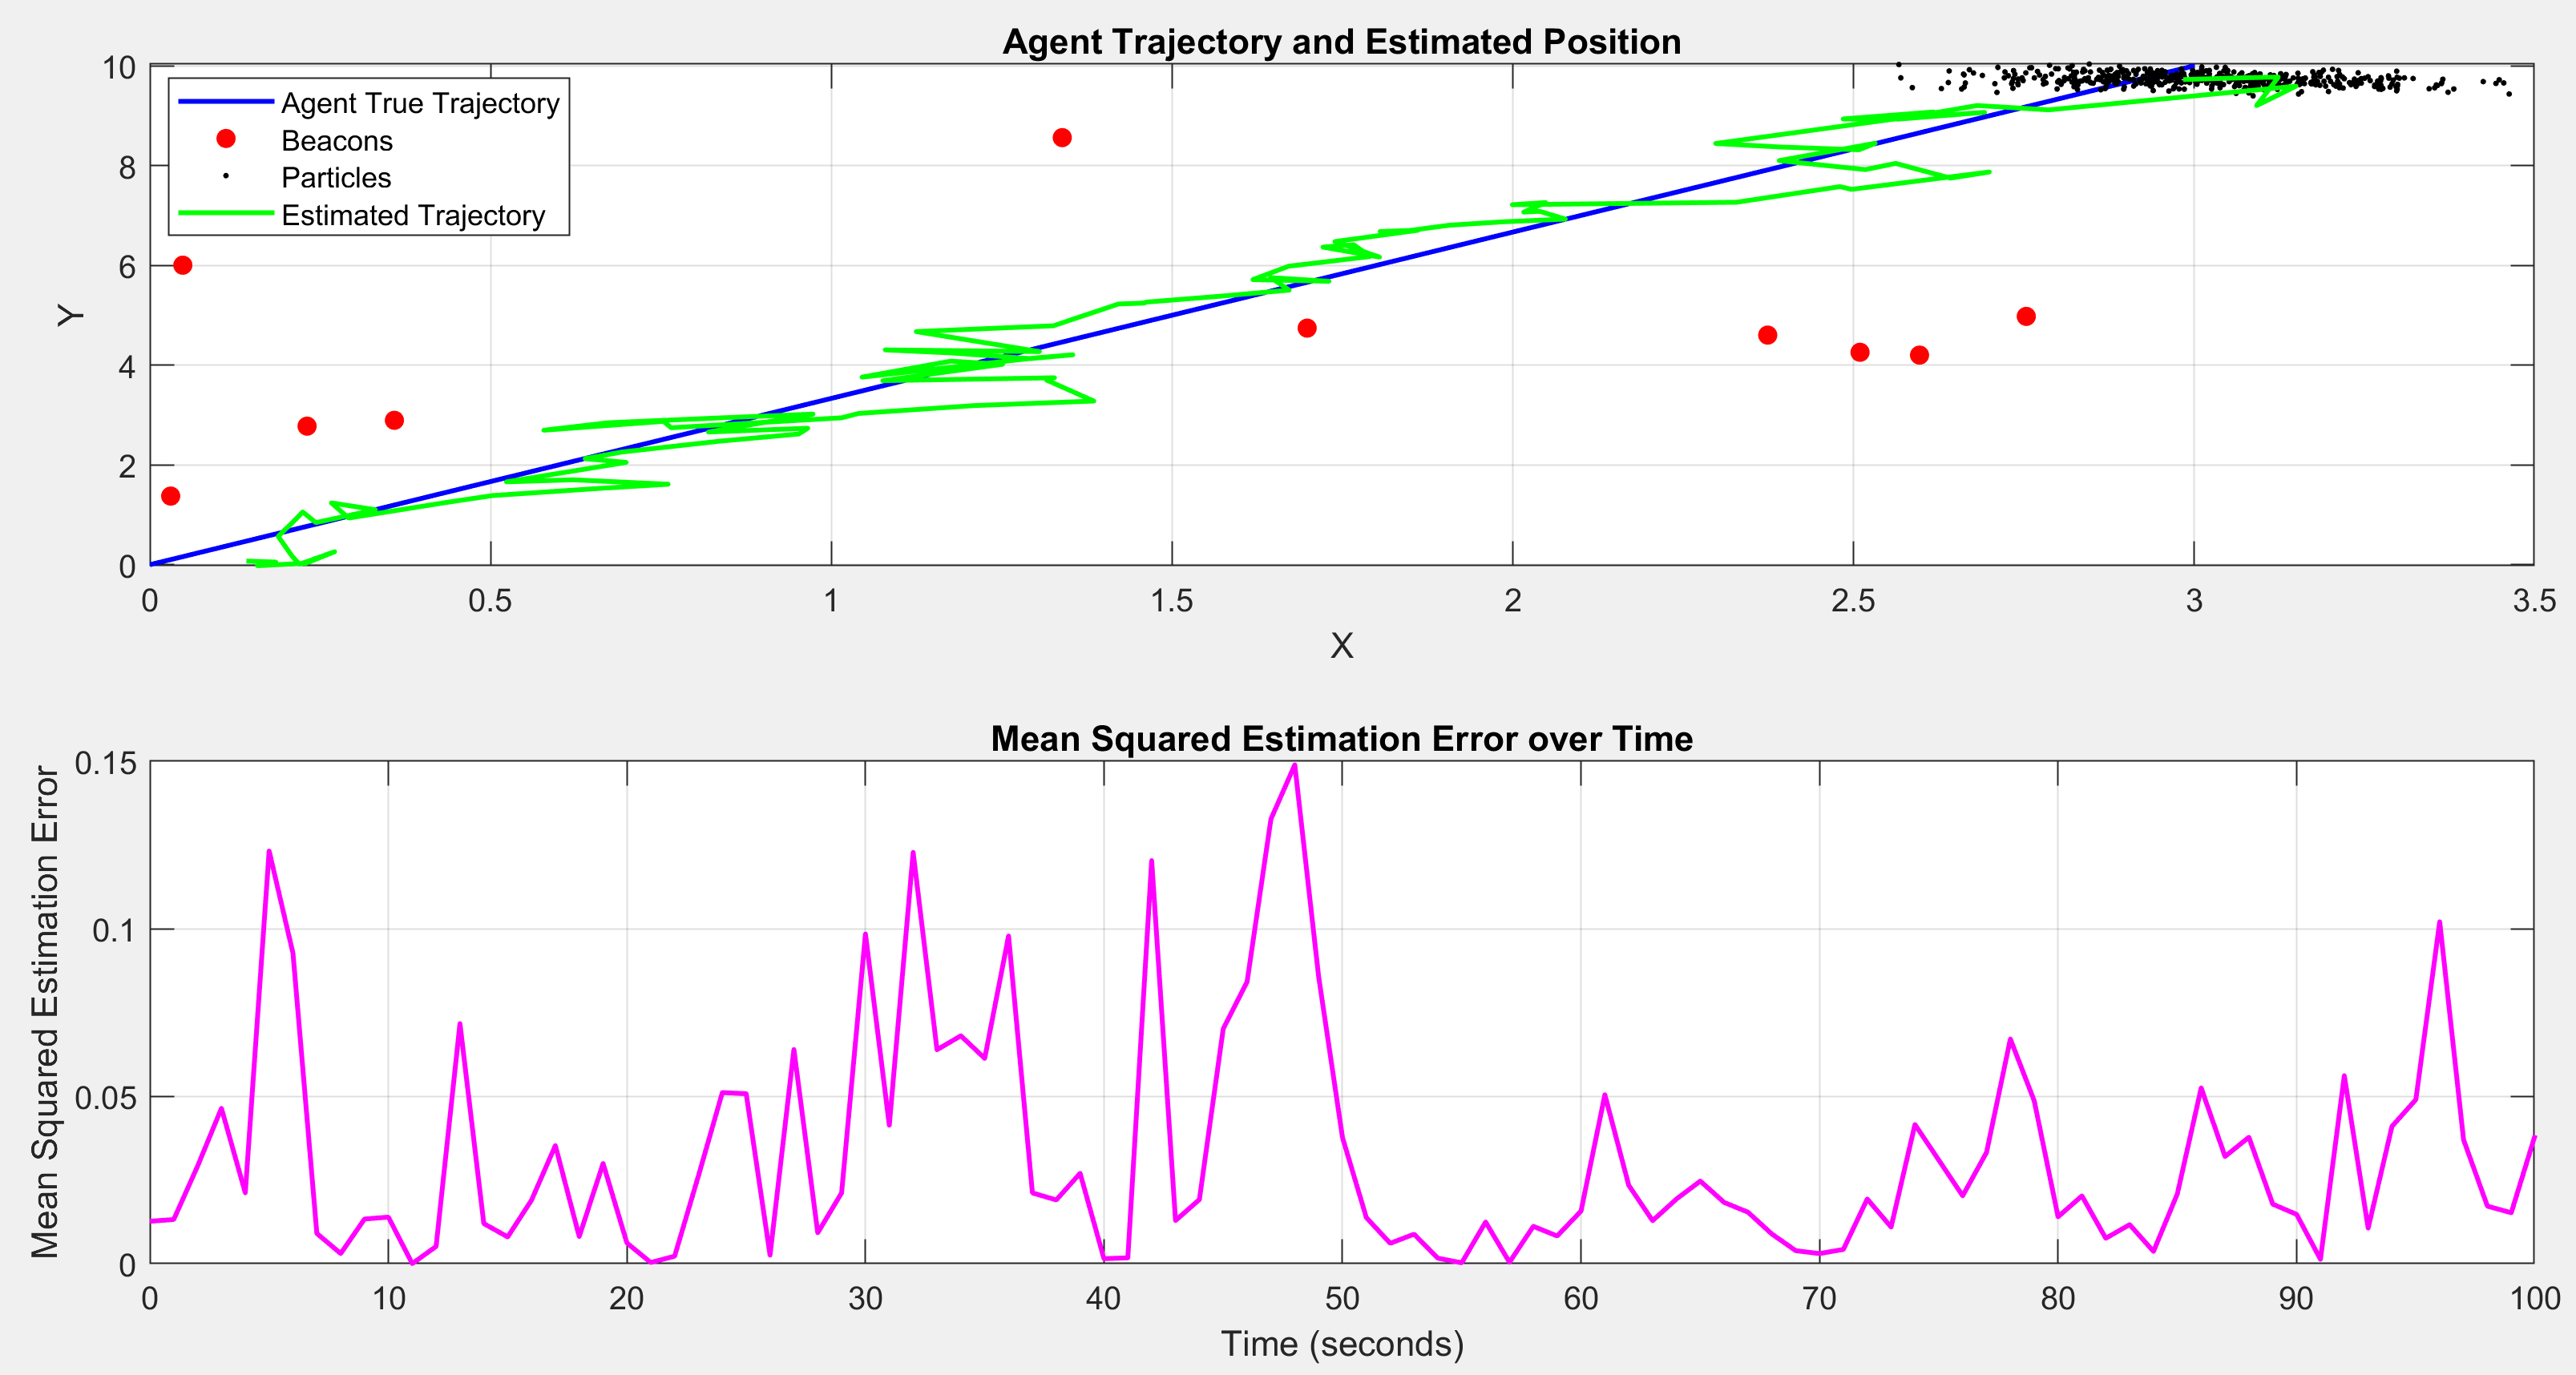 Agent Trajectory and Estimated Position
Agent True Trajectory
Beacons
Particles
Estimated Trajectory
10
8
6
4
2
0
Y
0 0.5 1 1.5 2 2.5 3 3.5
X
Mean Squared Estimation Error over Time
0.15
0.1
0.05
0
Mean Squared Estimation Error
0 10 20 30 40 50 60 70 80 90 100
Time (seconds)